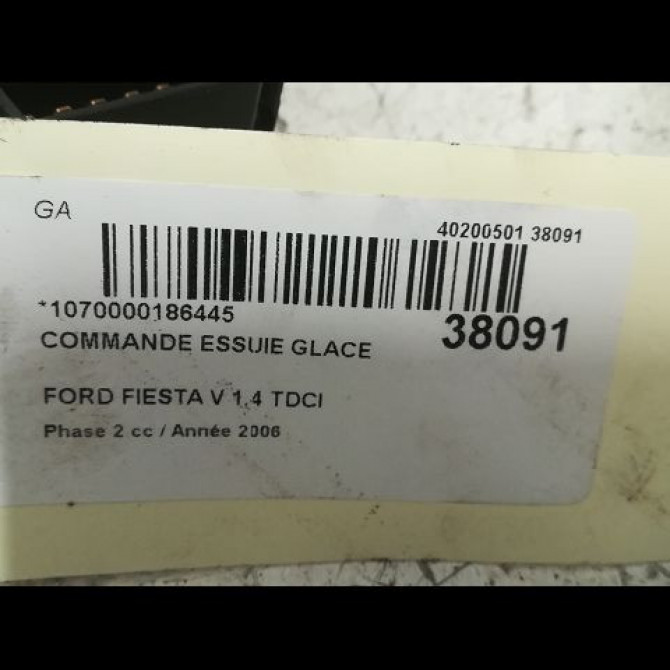 GA
40200501 38091
*1070000186445
38091
COMMANDE ESSUIE GLACE
FORD FIESTA V 1.4 TDCI
Phase 2 cc / Année 2006